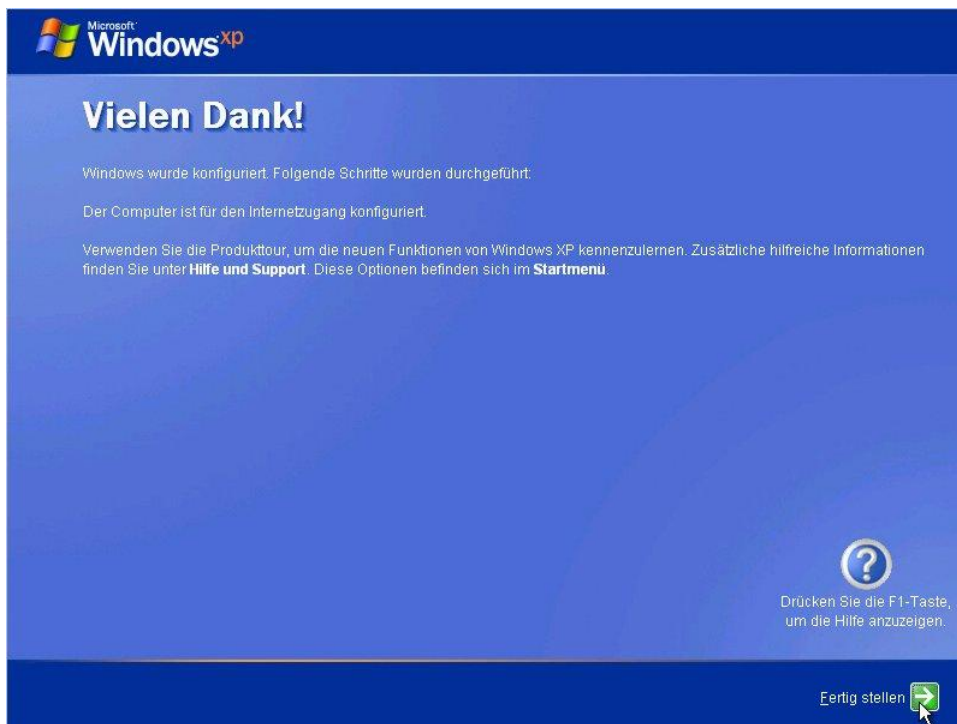 Microsoft
Windows xp
Vielen Dank!
Windows wurde konfiguriert. Folgende Schritte wurden durchgeführt:
Der Computer ist für den Internetzugang konfiguriert.
Verwenden Sie die Produkttour, um die neuen Funktionen von Windows XP kennenzulernen. Zusätzliche hilfreiche Informationen
finden Sie unter Hilfe und Support. Diese Optionen befinden sich im Startmenü.
?
Drücken Sie die F1-Taste,
um die Hilfe anzuzeigen.
Fertig stellen